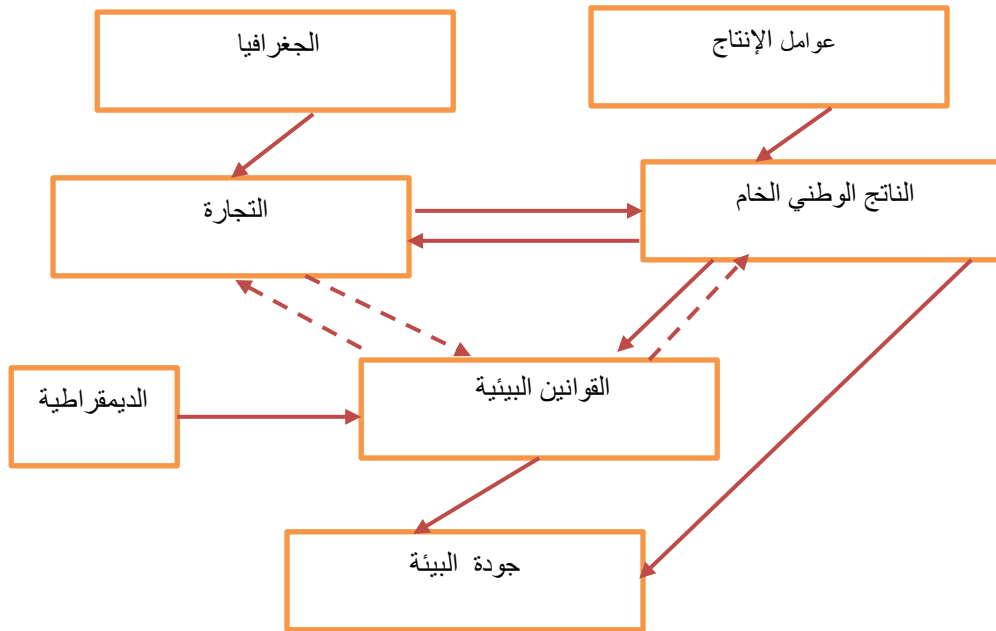 الجغرافيا
عوامل الإنتاج
الناتج الوطني الخام
التجارة
القوانين البيئية
الديمقراطية
جودة البيئة